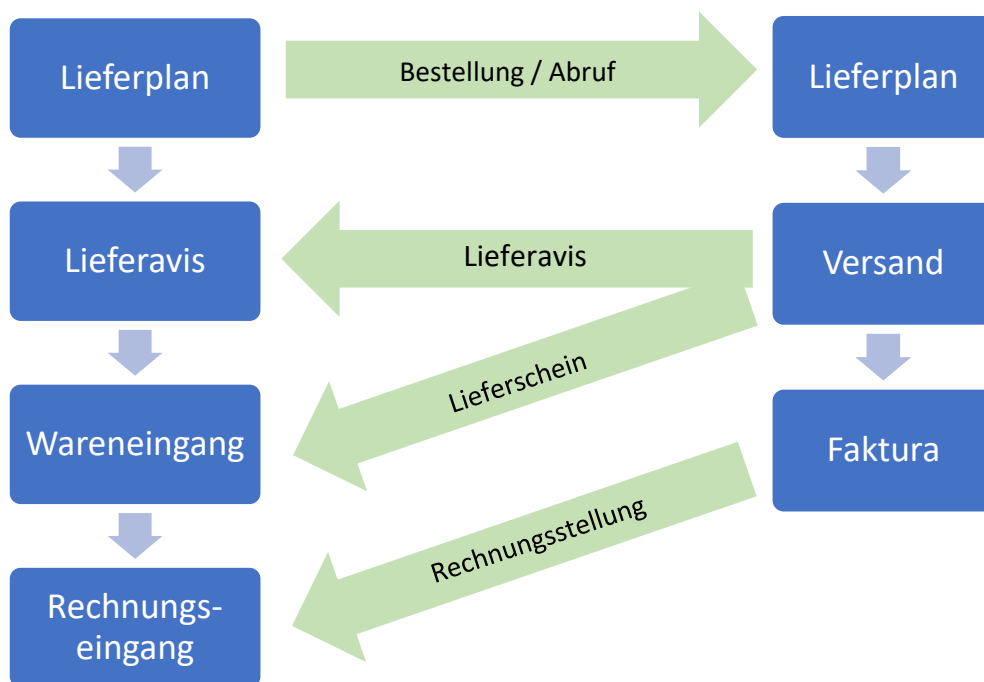 Lieferplan
Bestellung / Abruf
Lieferplan
Lieferavis
Lieferavis
Versand
Lieferschein
Wareneingang
Faktura
Rechnungsstellung
Rechnungs-
eingang